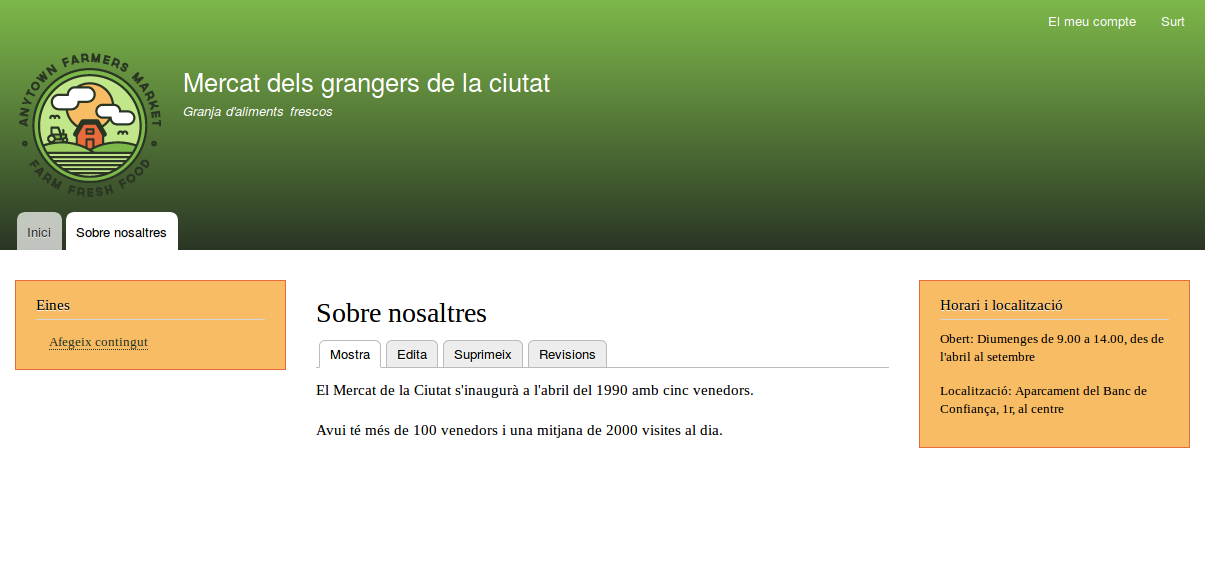 El meu compte Surt
ANYTOWN FARMERS MARKET
FARM FRESH FOOD
Mercat dels grangers de la ciutat
Granja d'aliments frescos
Inici Sobre nosaltres
Eines
Afegeix contingut
Sobre nosaltres
Mostra Edita Suprimeix Revisions
El Mercat de la Ciutat s'inaugurà a l'abril del 1990 amb cinc venedors.
Avui té més de 100 venedors i una mitjana de 2000 visites al dia.
Horari i localització
Obert: Diumenges de 9.00 a 14.00, des de
l'abril al setembre
Localització: Aparcament del Banc de
Confiança, 1r, al centre